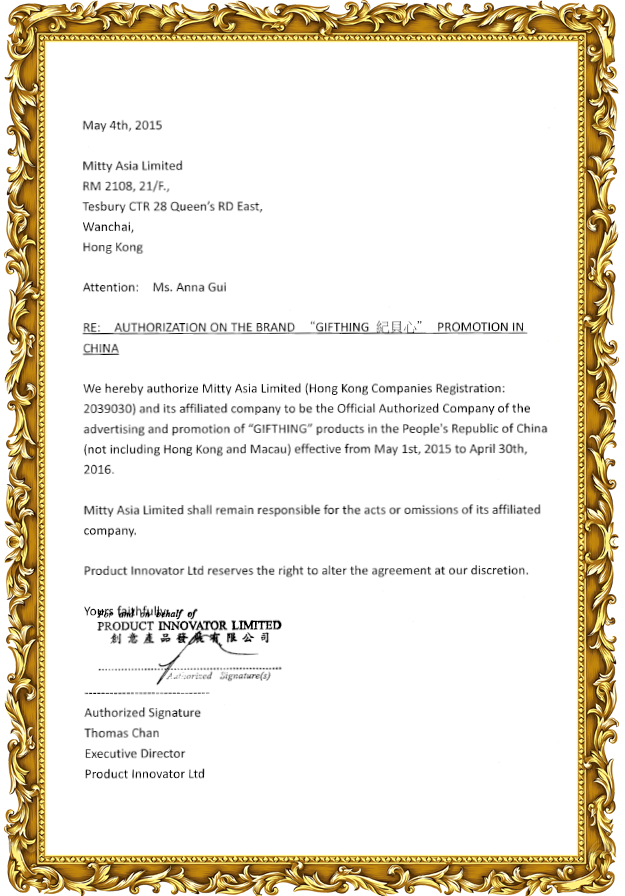 May 4th, 2015
Mitty Asia Limited
RM 2108, 21/F.,
Tesbury CTR 28 Queen's RD East,
Wanchai,
Hong Kong
Attention: Ms. Anna Gui
RE: AUTHORIZATION ON THE BRAND "GIFTHING 紀貝心" PROMOTION IN
CHINA
We hereby authorize Mitty Asia Limited (Hong Kong Companies Registration:
2039030) and its affiliated company to be the Official Authorized Company of the
advertising and promotion of "GIFTHING" products in the People's Republic of China
(not including Hong Kong and Macau) effective from May 1st, 2015 to April 30th,
2016.
Mitty Asia Limited shall remain responsible for the acts or omissions of its affiliated
company.
Product Innovator Ltd reserves the right to alter the agreement at our discretion.
Yours faithfully,
For and on behalf of
PRODUCT INNOVATOR LIMITED
創意產品發展有限公司
Authorized Signature(s)
Authorized Signature
Thomas Chan
Executive Director
Product Innovator Ltd